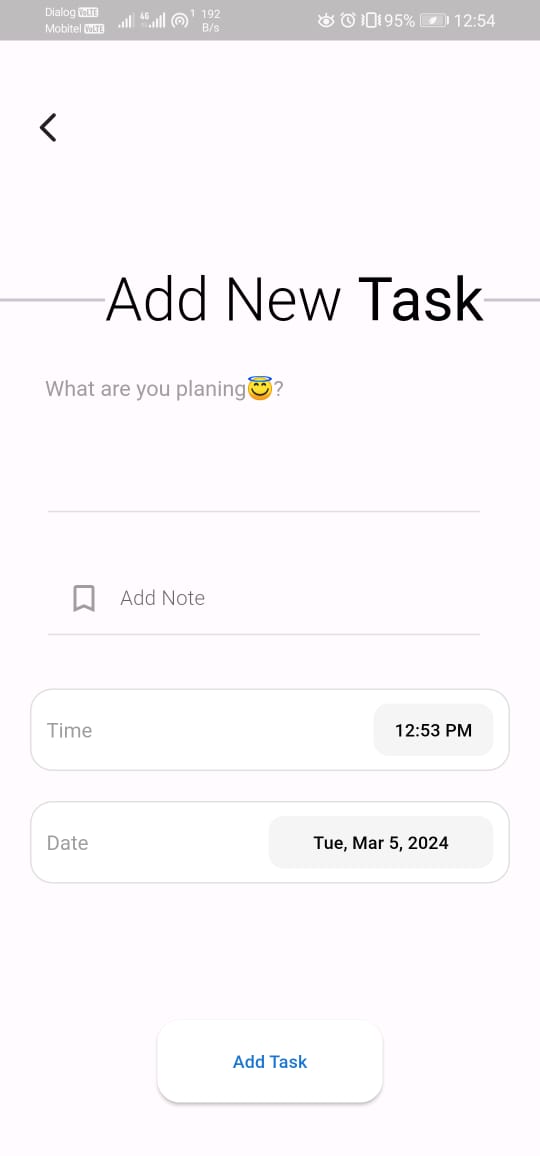 Dialog VoLTE
Mobitel VoLTE
4G
1
192
B/s
95%
12:54
Add New Task
What are you planing😇?
Add Note
Time
12:53 PM
Date
Tue, Mar 5, 2024
Add Task